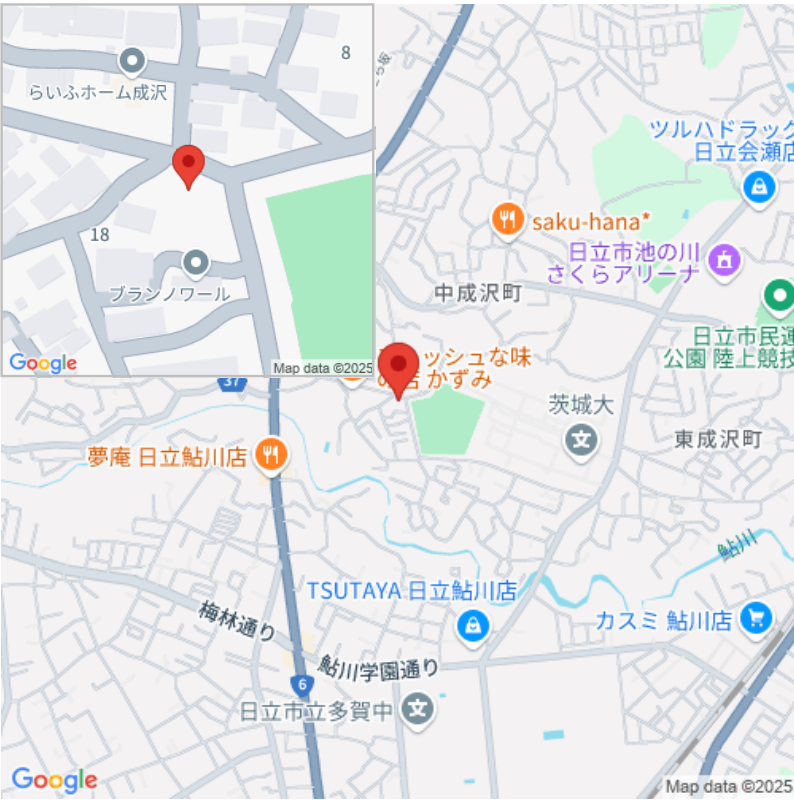 8
らいふホーム成沢
18
ブランノワール
Google
Map data ©2025
ツルハドラッグ
日立会瀬店
saku-hana*
日立市池の川
さくらアリーナ
中成沢町
日立市民運
公園 陸上競技
ッシュな味
の店 かずみ
茨城大
東成沢町
37
夢庵 日立鮎川店
鮎川
TSUTAYA 日立鮎川店
カスミ 鮎川店
梅林通り
鮎川学園通り
6
日立市立多賀中
Google
Map data ©2025